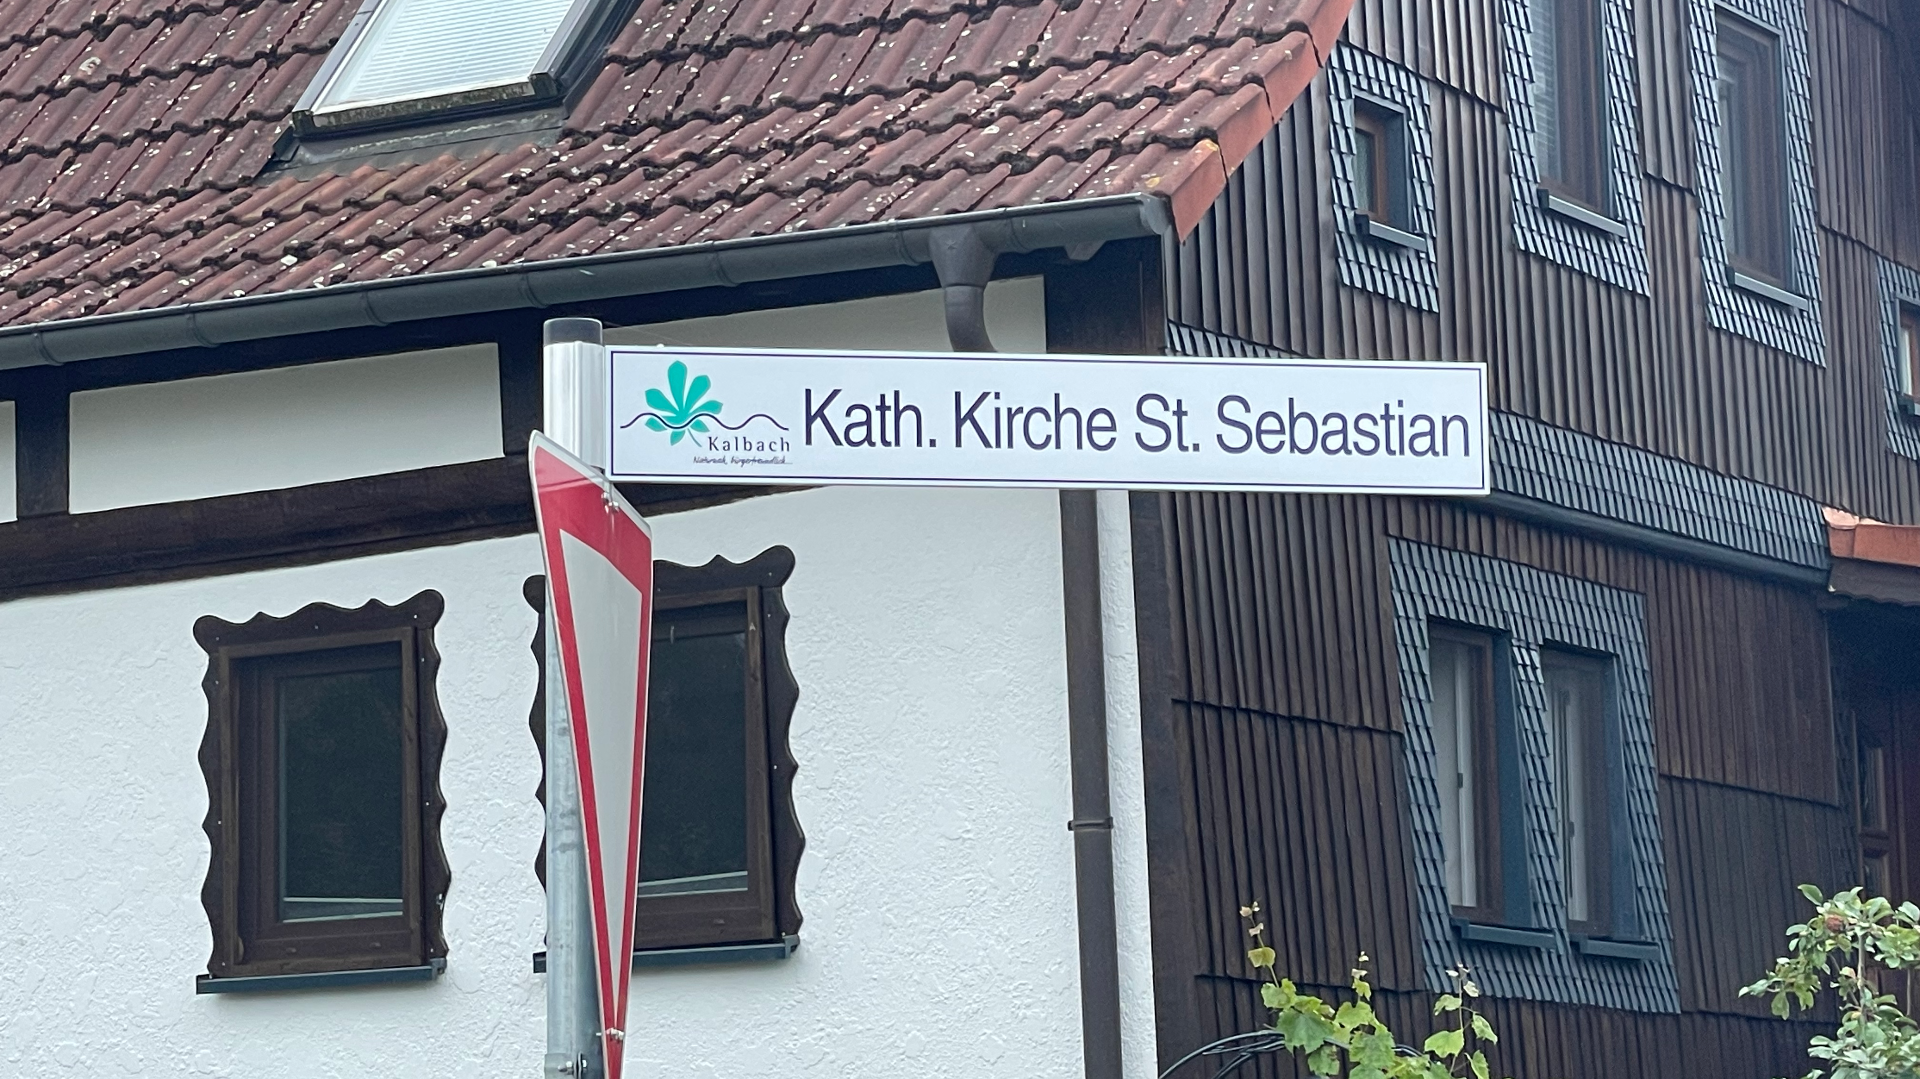 Kath. Kirche St. Sebastian
Kalbach